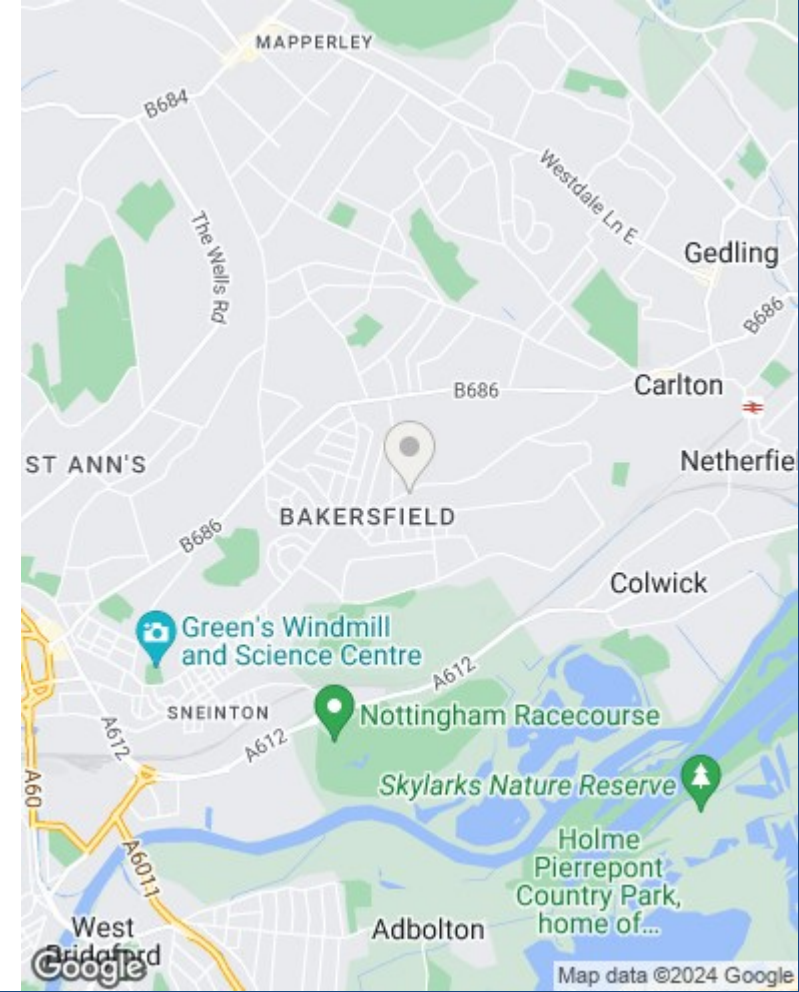 MAPPERLEY
B684
Westdale Ln E
The Wells Rd
Gedling
B686
B686
Carlton
ST ANN'S
Netherfie
BAKERSFIELD
B686
Colwick
Green's Windmill
and Science Centre
A612
SNEINTON
Nottingham Racecourse
A612
A612
Skylarks Nature Reserve
A60
Holme
Pierrepont
Country Park,
home of...
A6011
West
Bridgford
Adbolton
Google
Map data ©2024 Google